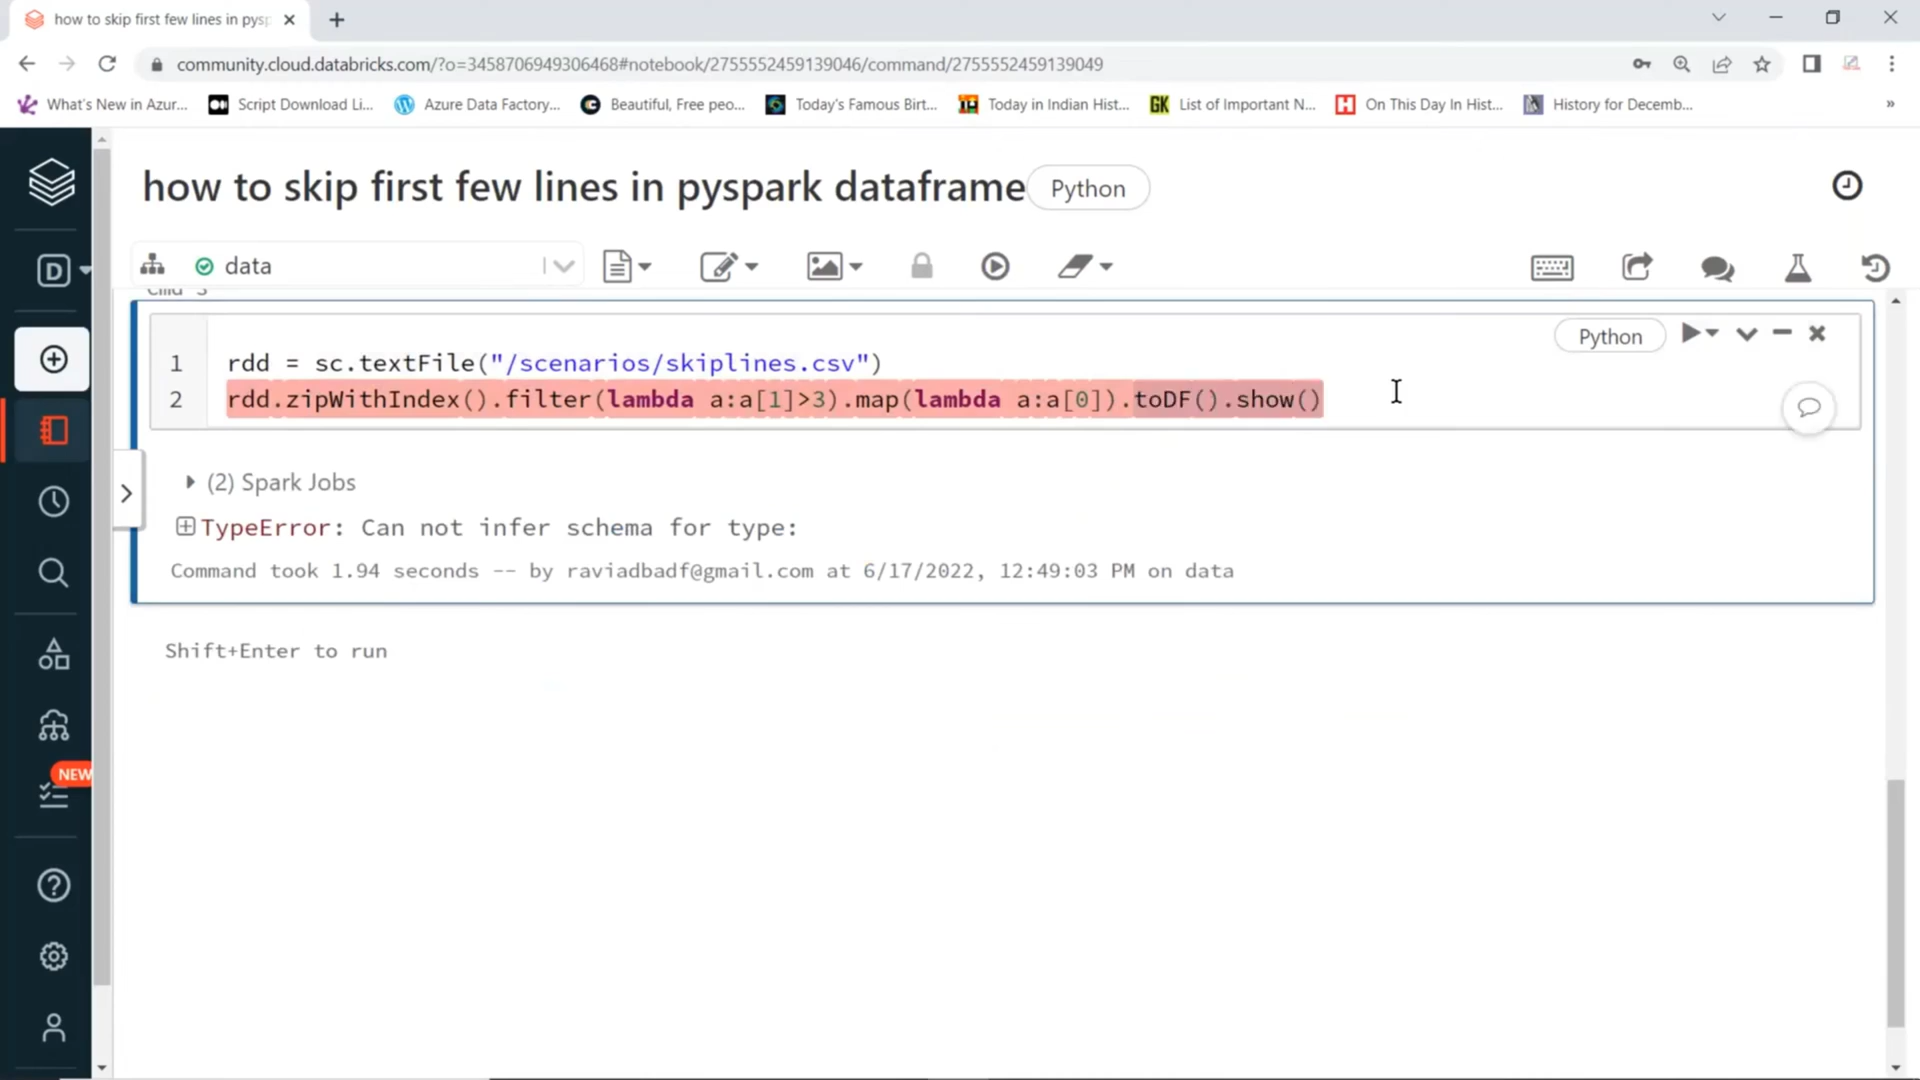 how to skip first few lines in pysp
community.cloud.databricks.com/?o=3458706949306468#notebook/2755552459139046/command/2755552459139049
What's New in Azur... Script Download Li... Azure Data Factory... Beautiful, Free peo... Today's Famous Birt... Today in Indian Hist... GK List of Important N... H On This Day In Hist... History for Decemb... »
how to skip first few lines in pyspark dataframe Python
D data
Cmd 3
Python
1 rdd = sc.textFile("/scenarios/skiplines.csv")
2 rdd.zipWithIndex().filter(lambda a:a[1]>3).map(lambda a:a[0]).toDF().show()
(2) Spark Jobs
TypeError: Can not infer schema for type:
Command took 1.94 seconds -- by raviadbadf@gmail.com at 6/17/2022, 12:49:03 PM on data
Shift+Enter to run
NEW